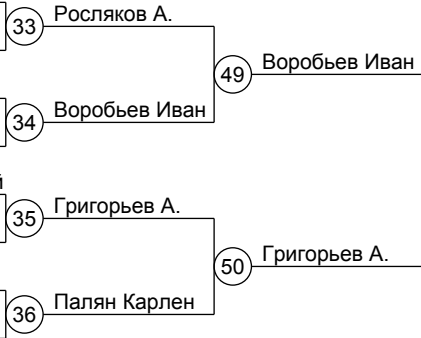 33 Росляков А.
49 Воробьев Иван
34 Воробьев Иван
й
35 Григорьев А.
50 Григорьев А.
36 Палян Карлен